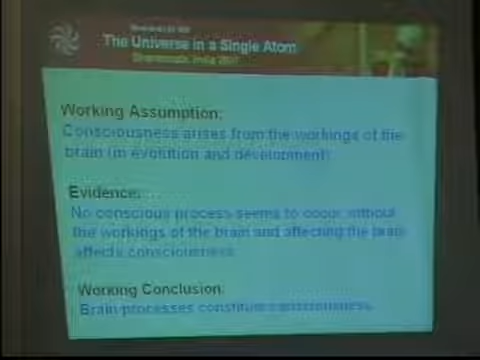 The Universe in a Single Atom
Working Assumption:
Consciousness arises from the workings of the
brain (in evolution and development).
Evidence:
No conscious process seems to occur without
the workings of the brain and affecting the brain
affects consciousness.
Working Conclusion:
Brain processes constitute consciousness.